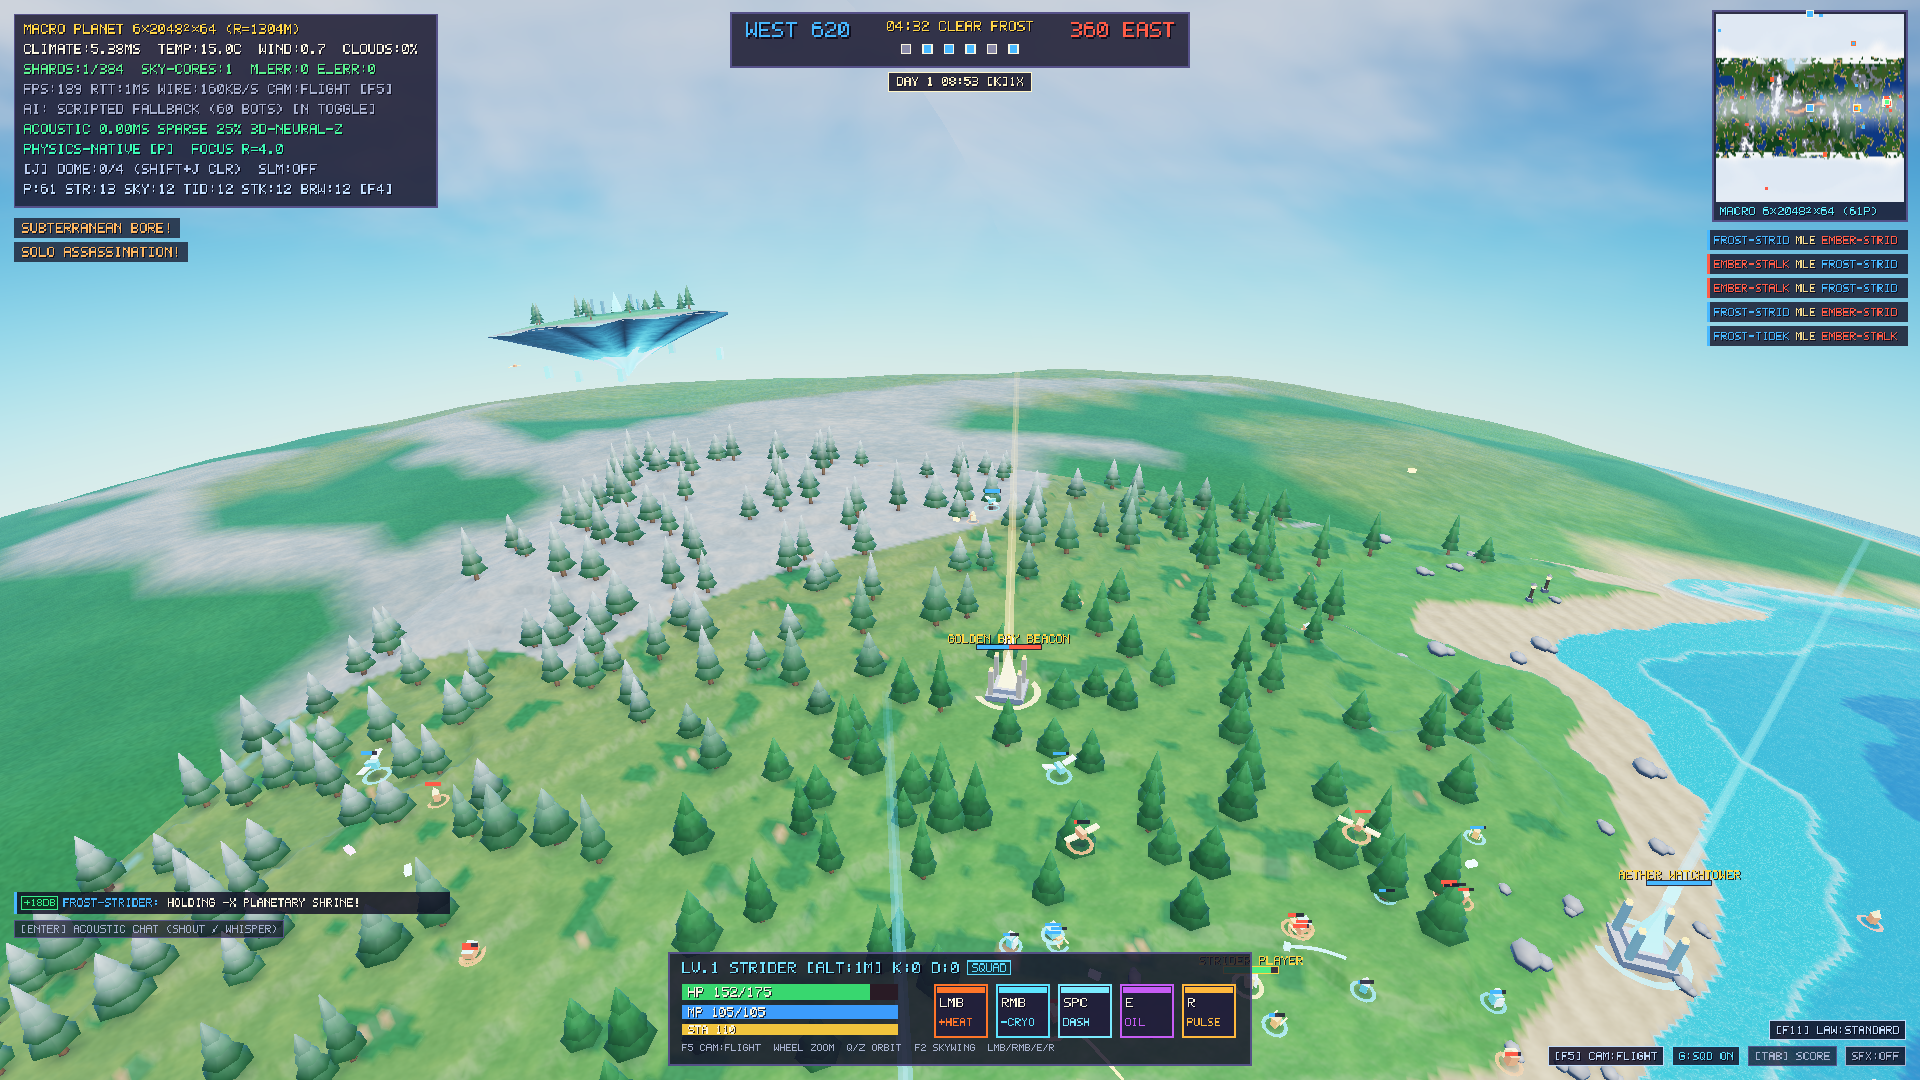 MACRO PLANET 6×2048²×64 (R=1304M)
CLIMATE:5.38MS TEMP:15.0C WIND:0.7 CLOUDS:0%
SHARDS:1/384 SKY-CORES:1 M_ERR:0 E_ERR:0
FPS:189 RTT:1MS WIRE:160KB/S CAM:FLIGHT [F5]
AI: SCRIPTED FALLBACK (60 BOTS) [N TOGGLE]
ACOUSTIC 0.00MS SPARSE 25% 3D-NEURAL-Z
PHYSICS-NATIVE [P] FOCUS R=4.0
[J] DOME:0/4 (SHIFT+J CLR) SLM:OFF
P:61 STR:13 SKY:12 TID:12 STK:12 BRW:12 [F4]
SUBTERRANEAN BORE!
SOLO ASSASSINATION!
WEST 620 04:32 CLEAR FROST 360 EAST
DAY 1 08:53 [K]1X
MACRO 6×2048²×64 (61P)
FROST-STRID MLE EMBER-STRID
EMBER-STALK MLE FROST-STRID
EMBER-STALK MLE FROST-STRID
FROST-STRID MLE EMBER-STRID
FROST-TIDEK MLE EMBER-STALK
GOLDEN BAY BEACON
AETHER WATCHTOWER
+18DB FROST-STRIDER: HOLDING -X PLANETARY SHRINE!
[ENTER] ACOUSTIC CHAT (SHOUT / WHISPER)
STRIDER PLAYER
LV.1 STRIDER [ALT:1M] K:0 D:0 SQUAD
HP 152/175
MP 105/105
STA 110
LMB +HEAT
RMB -CRYO
SPC DASH
E OIL
R PULSE
F5 CAM:FLIGHT WHEEL ZOOM Q/Z ORBIT F2 SKYWING LMB/RMB/E/R
[F11] LAW:STANDARD
[F5] CAM:FLIGHT G:SQD ON [TAB] SCORE SFX:OFF